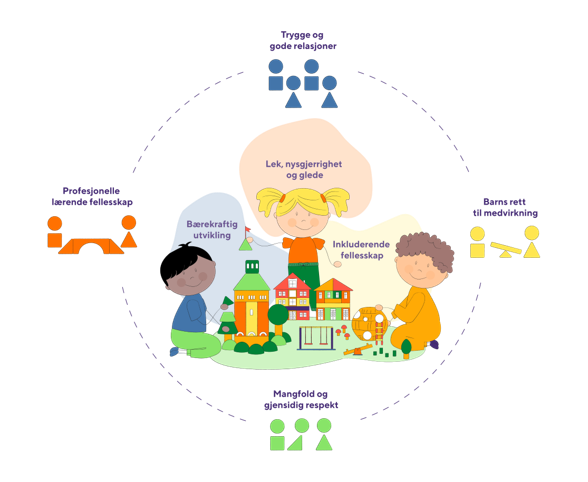 Trygge og
gode relasjoner
Lek, nysgjerrighet
og glede
Profesjonelle
lærende fellesskap
Barns rett
til medvirkning
Bærekraftig
utvikling
Inkluderende
fellesskap
Mangfold og
gjensidig respekt